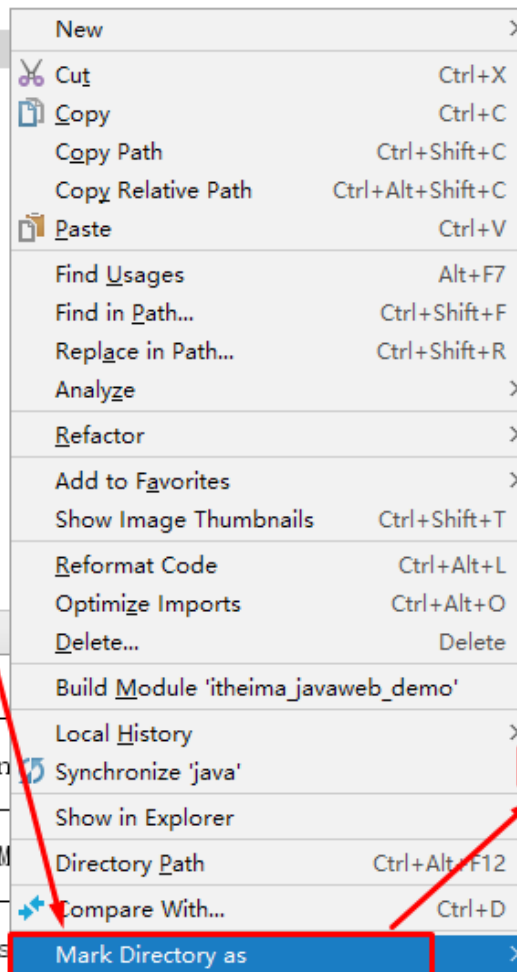 New
Cut Ctrl+X
Copy Ctrl+C
Copy Path Ctrl+Shift+C
Copy Relative Path Ctrl+Alt+Shift+C
Paste Ctrl+V
Find Usages Alt+F7
Find in Path... Ctrl+Shift+F
Replace in Path... Ctrl+Shift+R
Analyze
Refactor
Add to Favorites
Show Image Thumbnails Ctrl+Shift+T
Reformat Code Ctrl+Alt+L
Optimize Imports Ctrl+Alt+O
Delete... Delete
Build Module 'itheima_javaweb_demo'
Local History
Synchronize 'java'
Show in Explorer
Directory Path Ctrl+Alt+F12
Compare With... Ctrl+D
Mark Directory as